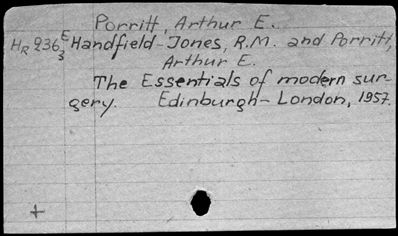 Porritt, Arthur E.
HR 236 E 3 Handfield-Jones, R.M. and Porritt,
Arthur E.
The Essentials of modern sur-
gery. Edinburgh-London, 1957.
+